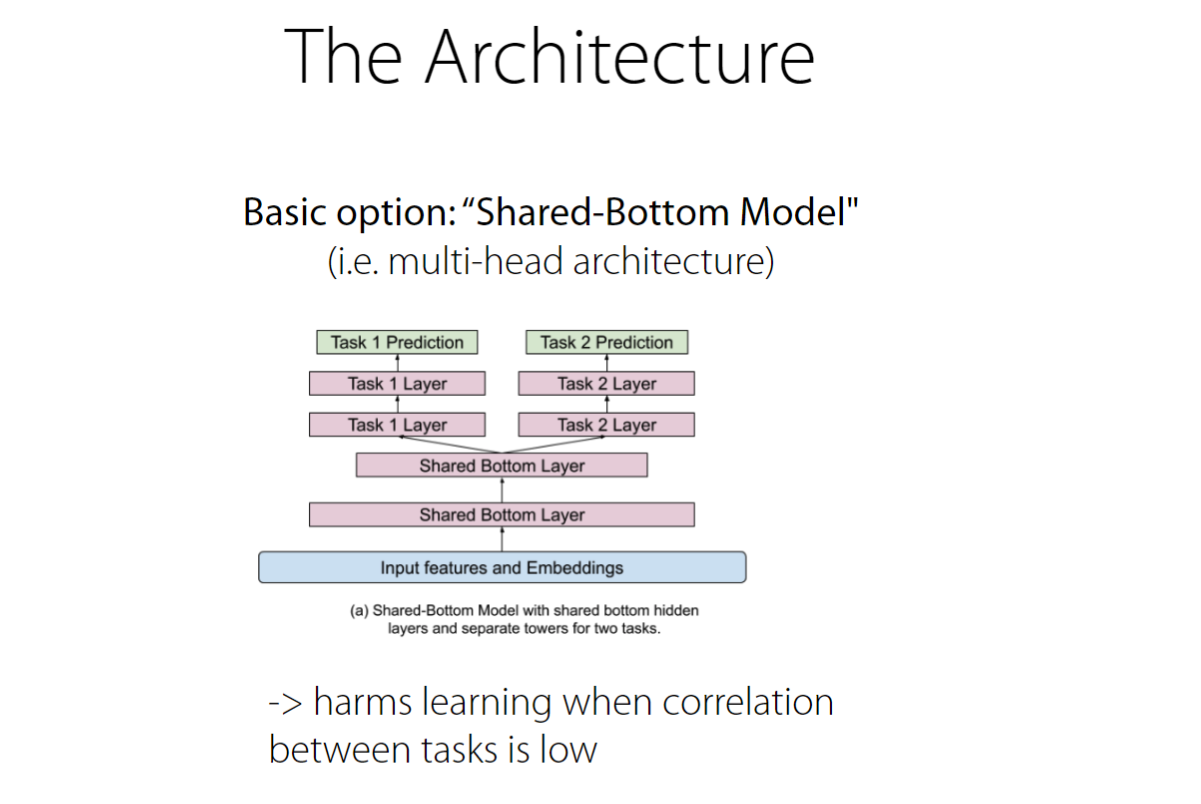 The Architecture
Basic option: “Shared-Bottom Model"
(i.e. multi-head architecture)
Task 1 Prediction
Task 2 Prediction
Task 1 Layer
Task 2 Layer
Task 1 Layer
Task 2 Layer
Shared Bottom Layer
Shared Bottom Layer
Input features and Embeddings
(a) Shared-Bottom Model with shared bottom hidden
layers and separate towers for two tasks.
-> harms learning when correlation
between tasks is low